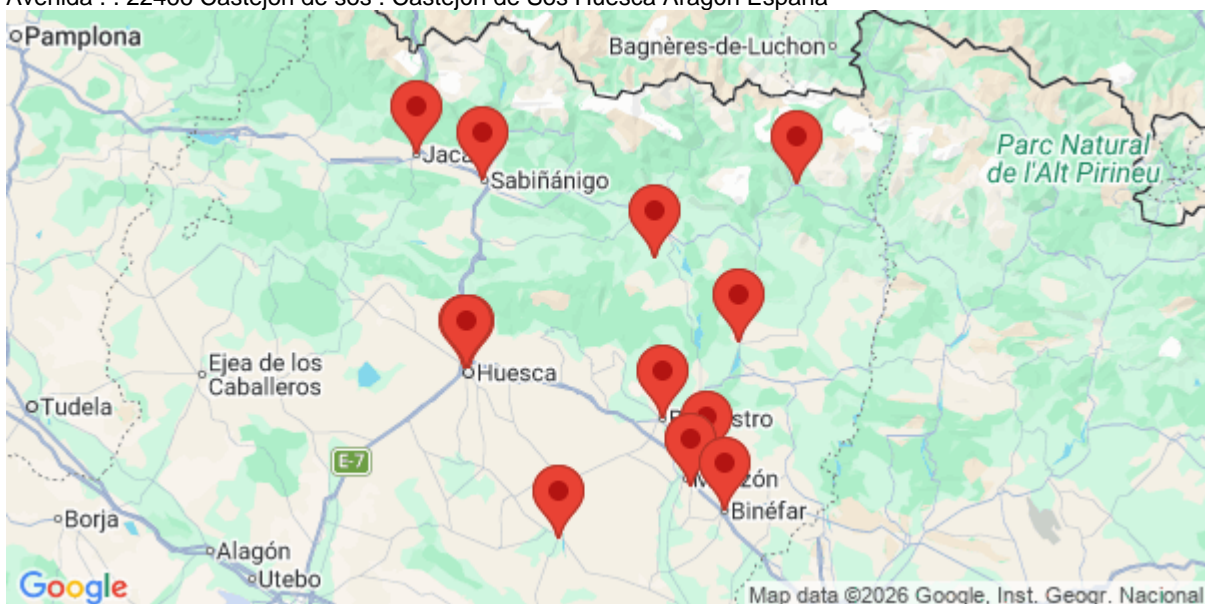 Avenida . . 22466 Castejón de sos . Castejón de Sos Huesca Aragón España
Pamplona
Bagnères-de-Luchon
Parc Natural
de l'Alt Pirineu
Jaca
Sabiñánigo
Ejea de los
Caballeros
Huesca
Tudela
E-7
Binéfar
Borja
Alagón
Utebo
Google
Map data ©2026 Google, Inst. Geogr. Nacional